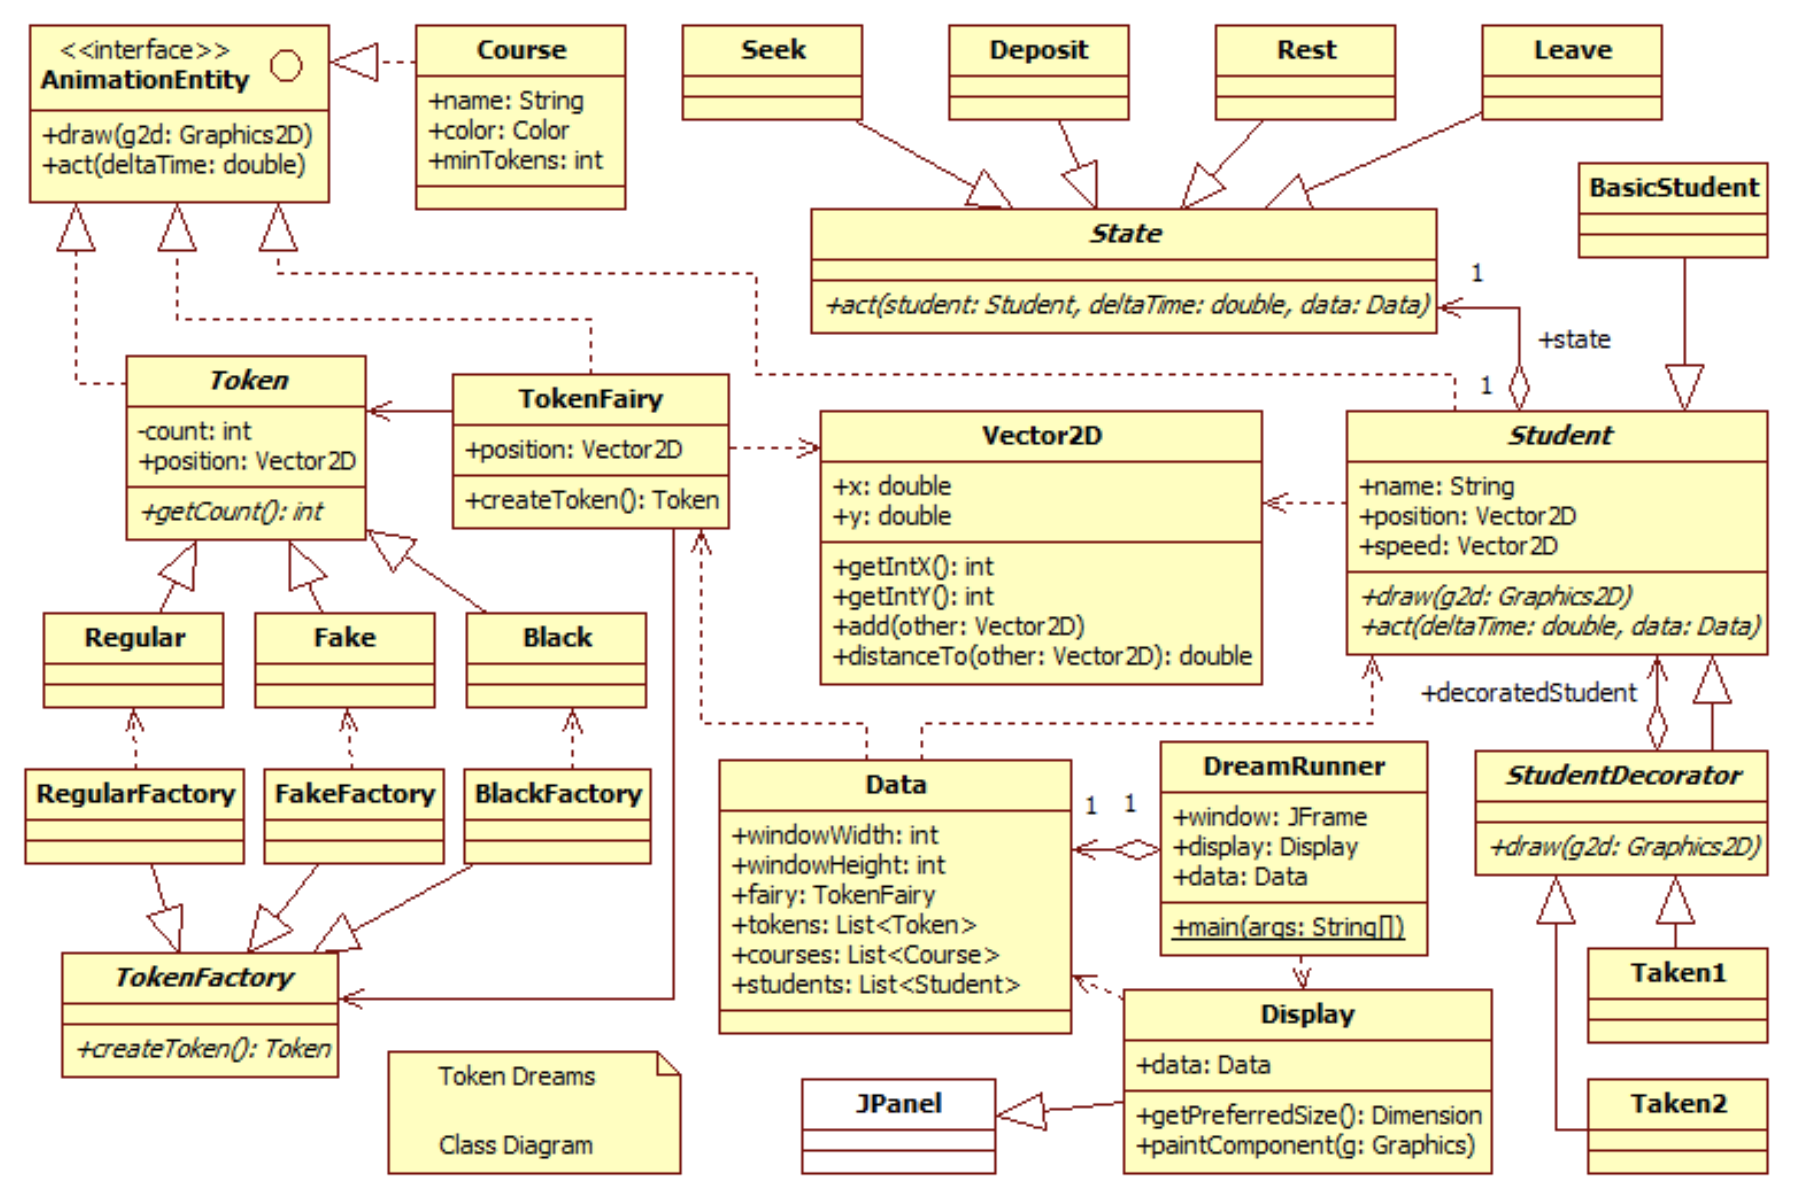 <<interface>>
AnimationEntity
+draw(g2d: Graphics2D)
+act(deltaTime: double)
Course
+name: String
+color: Color
+minTokens: int
Seek
Deposit
Rest
Leave
State
+act(student: Student, deltaTime: double, data: Data)
BasicStudent
1
+state
1
Token
-count: int
+position: Vector2D
+getCount(): int
TokenFairy
+position: Vector2D
+createToken(): Token
Vector2D
+x: double
+y: double
+getIntX(): int
+getIntY(): int
+add(other: Vector2D)
+distanceTo(other: Vector2D): double
Student
+name: String
+position: Vector2D
+speed: Vector2D
+draw(g2d: Graphics2D)
+act(deltaTime: double, data: Data)
+decoratedStudent
Regular
Fake
Black
RegularFactory
FakeFactory
BlackFactory
TokenFactory
+createToken(): Token
Data
+windowWidth: int
+windowHeight: int
+fairy: TokenFairy
+tokens: List<Token>
+courses: List<Course>
+students: List<Student>
1
1
DreamRunner
+window: JFrame
+display: Display
+data: Data
+main(args: String[])
StudentDecorator
+draw(g2d: Graphics2D)
Taken1
Taken2
Display
+data: Data
+getPreferredSize(): Dimension
+paintComponent(g: Graphics)
JPanel
Token Dreams
Class Diagram